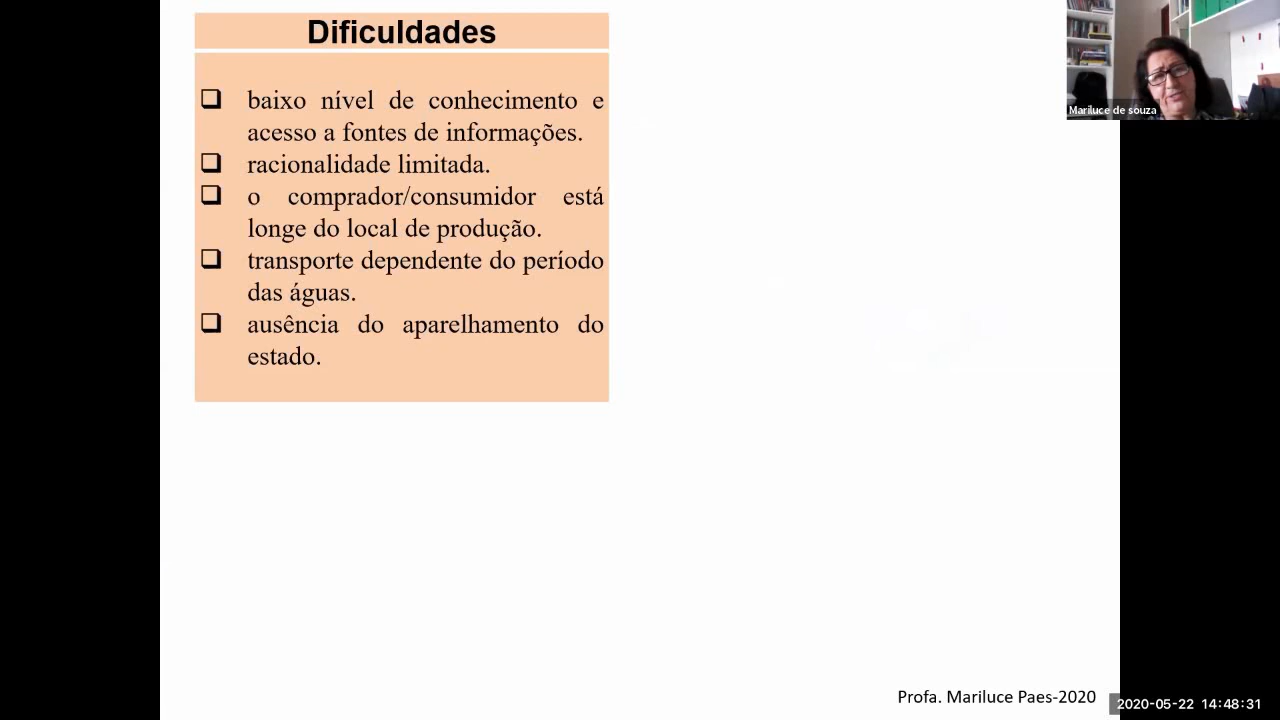 Dificuldades
❑ baixo nível de conhecimento e
acesso a fontes de informações.
❑ racionalidade limitada.
❑ o comprador/consumidor está
longe do local de produção.
❑ transporte dependente do período
das águas.
❑ ausência do aparelhamento do
estado.
Mariluce de souza
Profa. Mariluce Paes-2020
2020-05-22 14:48:31